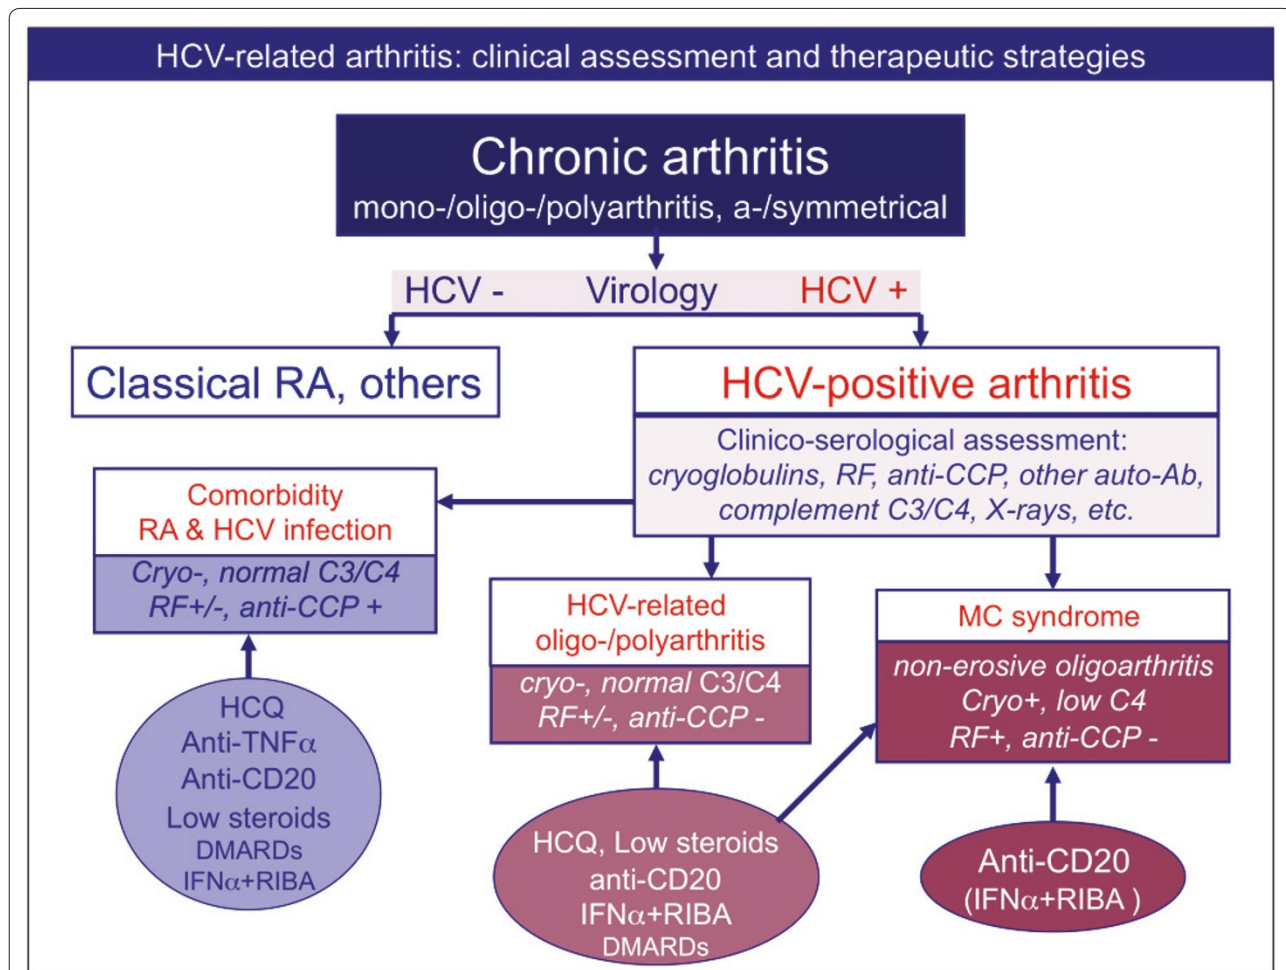 HCV-related arthritis: clinical assessment and therapeutic strategies
Chronic arthritis
mono-/oligo-/polyarthritis, a-/symmetrical
HCV - Virology HCV +
Classical RA, others
HCV-positive arthritis
Clinico-serological assessment:
cryoglobulins, RF, anti-CCP, other auto-Ab,
complement C3/C4, X-rays, etc.
Comorbidity
RA & HCV infection
Cryo-, normal C3/C4
RF+/-, anti-CCP +
HCV-related
oligo-/polyarthritis
cryo-, normal C3/C4
RF+/-, anti-CCP -
MC syndrome
non-erosive oligoarthritis
Cryo+, low C4
RF+, anti-CCP -
HCQ
Anti-TNFα
Anti-CD20
Low steroids
DMARDs
IFNα+RIBA
HCQ, Low steroids
anti-CD20
IFNα+RIBA
DMARDs
Anti-CD20
(IFNα+RIBA )